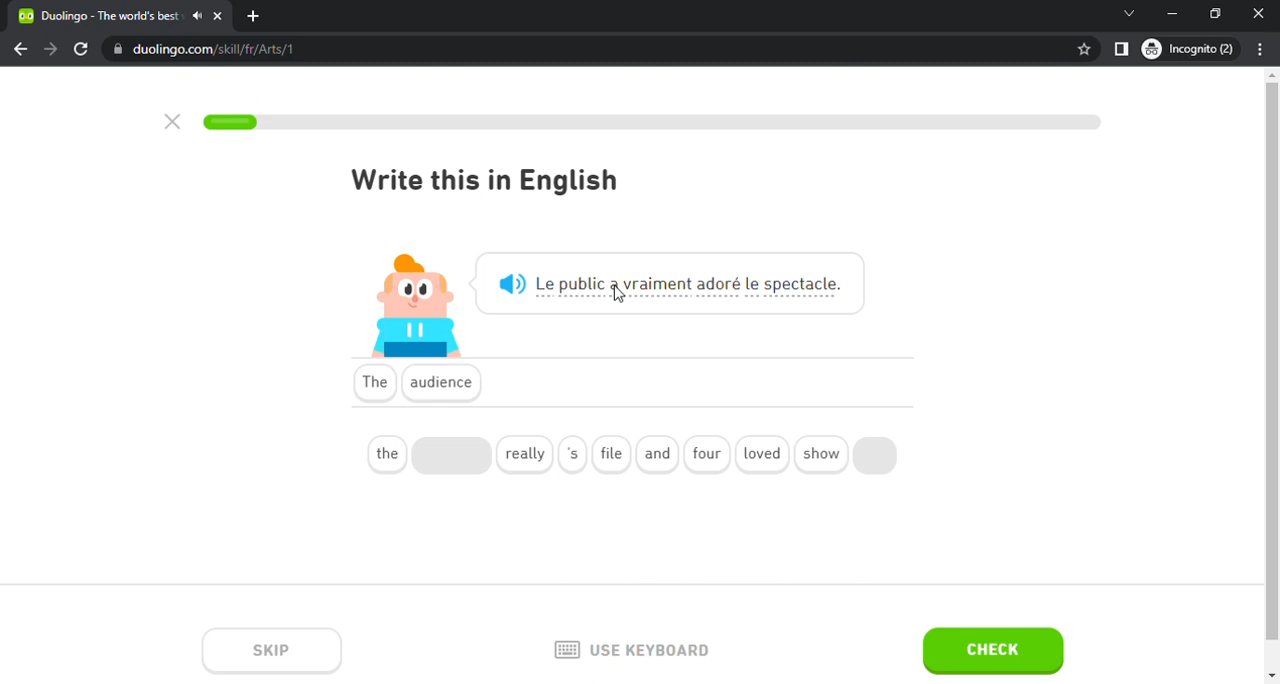 Duolingo - The world's best
duolingo.com/skill/fr/Arts/1
Incognito (2)
Write this in English
Le public a vraiment adoré le spectacle.
The audience
the really 's file and four loved show
SKIP USE KEYBOARD CHECK